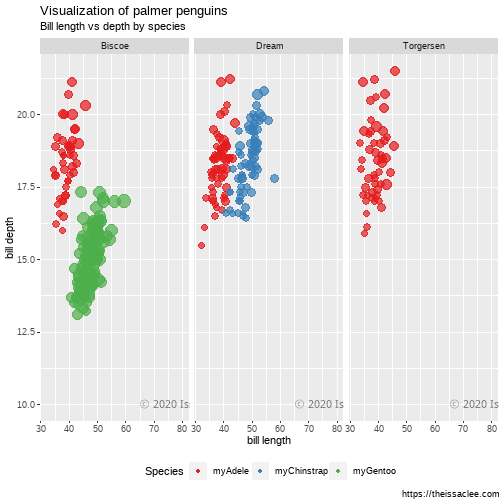 Visualization of palmer penguins
Bill length vs depth by species
Biscoe
Dream
Torgersen
bill depth
20.0
17.5
15.0
12.5
10.0
© 2020 Is
© 2020 Is
© 2020 Is
30 40 50 60 70 80
30 40 50 60 70 80
30 40 50 60 70 80
bill length
Species myAdele myChinstrap myGentoo
https://theissaclee.com